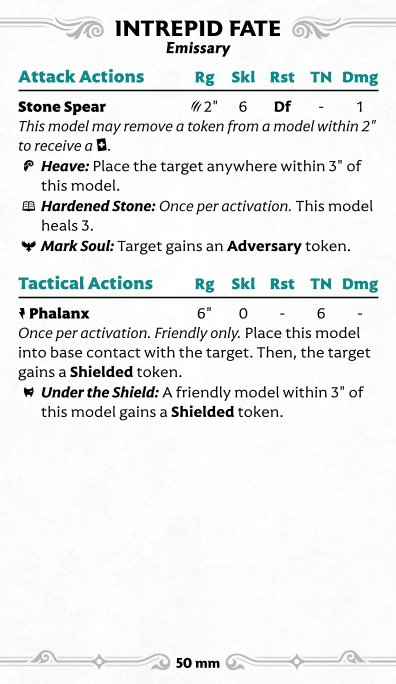 INTREPID FATE
Emissary
Attack Actions Rg Skl Rst TN Dmg
Stone Spear 2" 6 Df - 1
This model may remove a token from a model within 2"
to receive a .
Heave: Place the target anywhere within 3" of
this model.
Hardened Stone: Once per activation. This model
heals 3.
Mark Soul: Target gains an Adversary token.
Tactical Actions Rg Skl Rst TN Dmg
Phalanx 6" 0 - 6 -
Once per activation. Friendly only. Place this model
into base contact with the target. Then, the target
gains a Shielded token.
Under the Shield: A friendly model within 3" of
this model gains a Shielded token.
50 mm